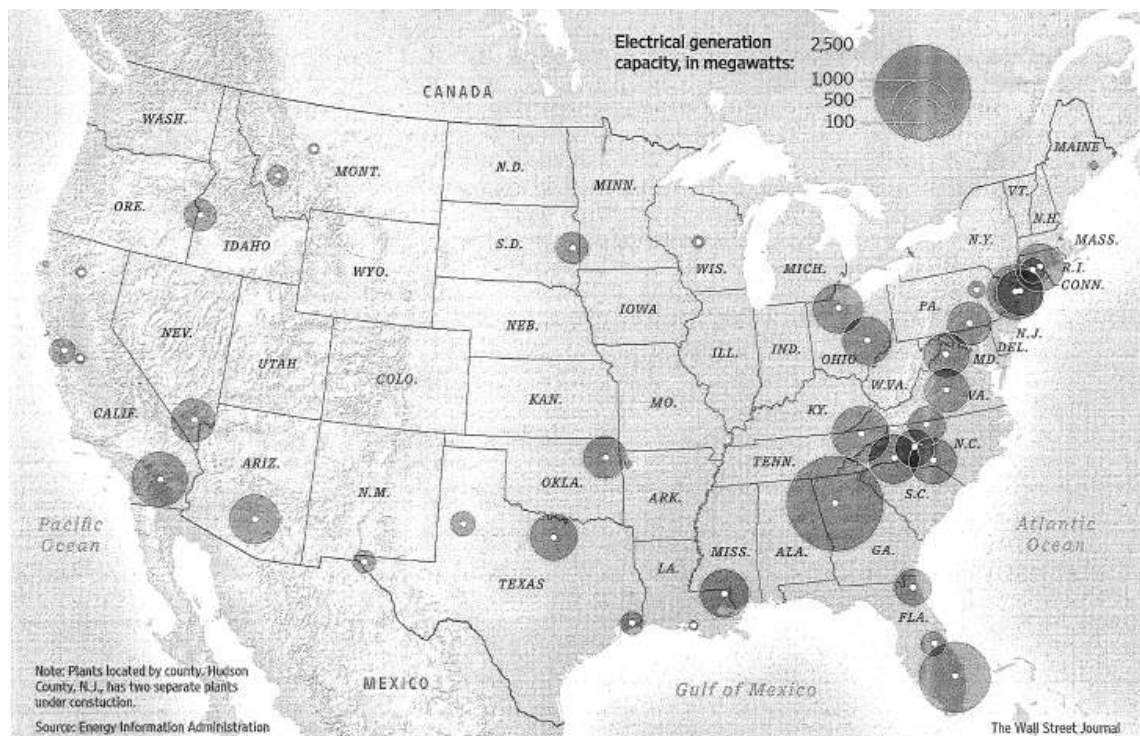 Electrical generation
capacity, in megawatts:
2,500
1,000
500
100
CANADA
WASH.
MONT.
N.D.
MINN.
MAINE
VT.
N.H.
ORE.
IDAHO
S.D.
WIS.
MICH.
N.Y.
MASS.
R.I.
CONN.
WYO.
IOWA
PA.
N.J.
NEV.
NEB.
ILL.
IND.
OHIO
DEL.
MD.
UTAH
COLO.
W.VA.
VA.
CALIF.
KAN.
MO.
KY.
N.C.
ARIZ.
N.M.
OKLA.
TENN.
ARK.
S.C.
Pacific
Ocean
Atlantic
Ocean
TEXAS
LA.
MISS.
ALA.
GA.
FLA.
MEXICO
Gulf of Mexico
Note: Plants located by county. Hudson
County, N.J., has two separate plants
under constuction.
Source: Energy Information Administration
The Wall Street Journal